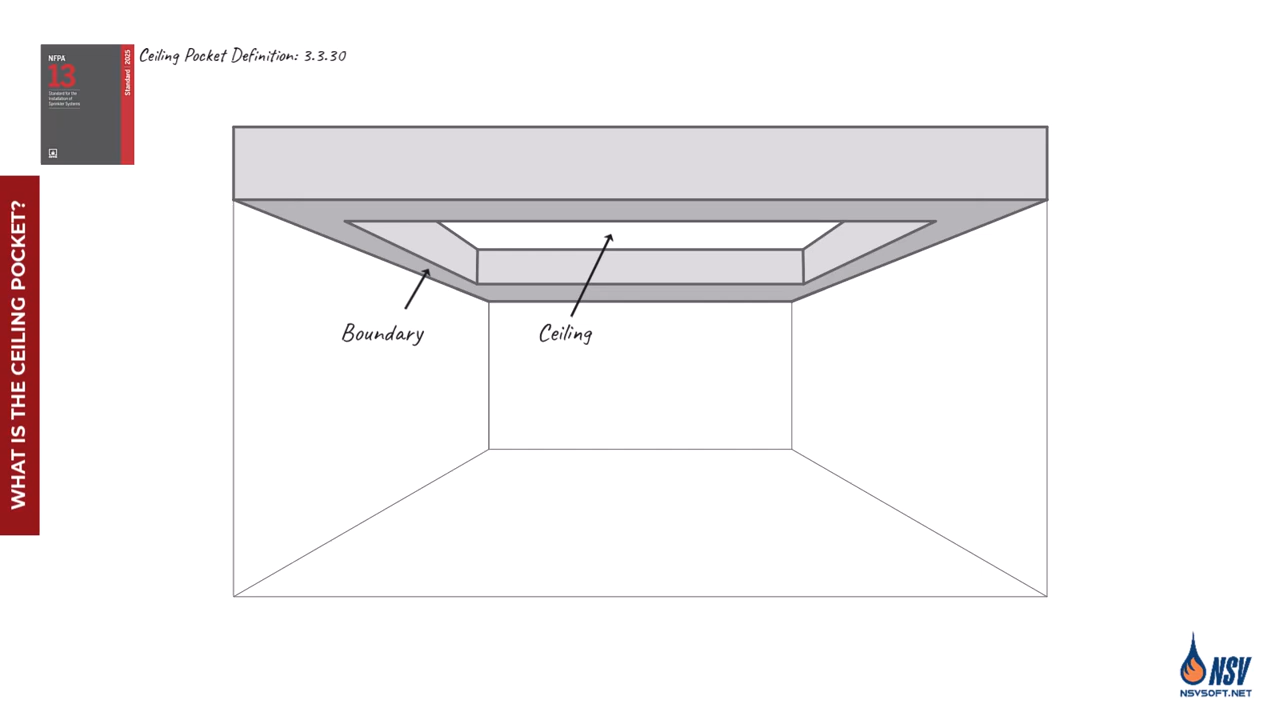 Ceiling Pocket Definition: 3.3.30
NFPA
13
Standard for the
Installation of
Sprinkler Systems
Standard | 2025
WHAT IS THE CEILING POCKET?
Boundary
Ceiling
NSV
NSVSOFT.NET